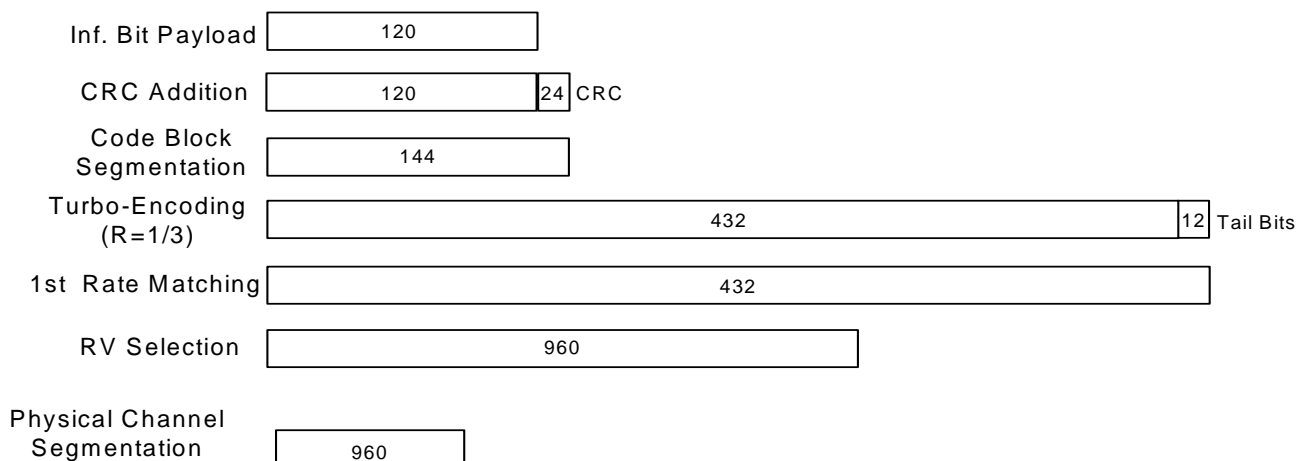 Inf. Bit Payload 120
CRC Addition 120 24 CRC
Code Block
Segmentation 144
Turbo-Encoding
(R=1/3) 432 12 Tail Bits
1st Rate Matching 432
RV Selection 960
Physical Channel
Segmentation 960